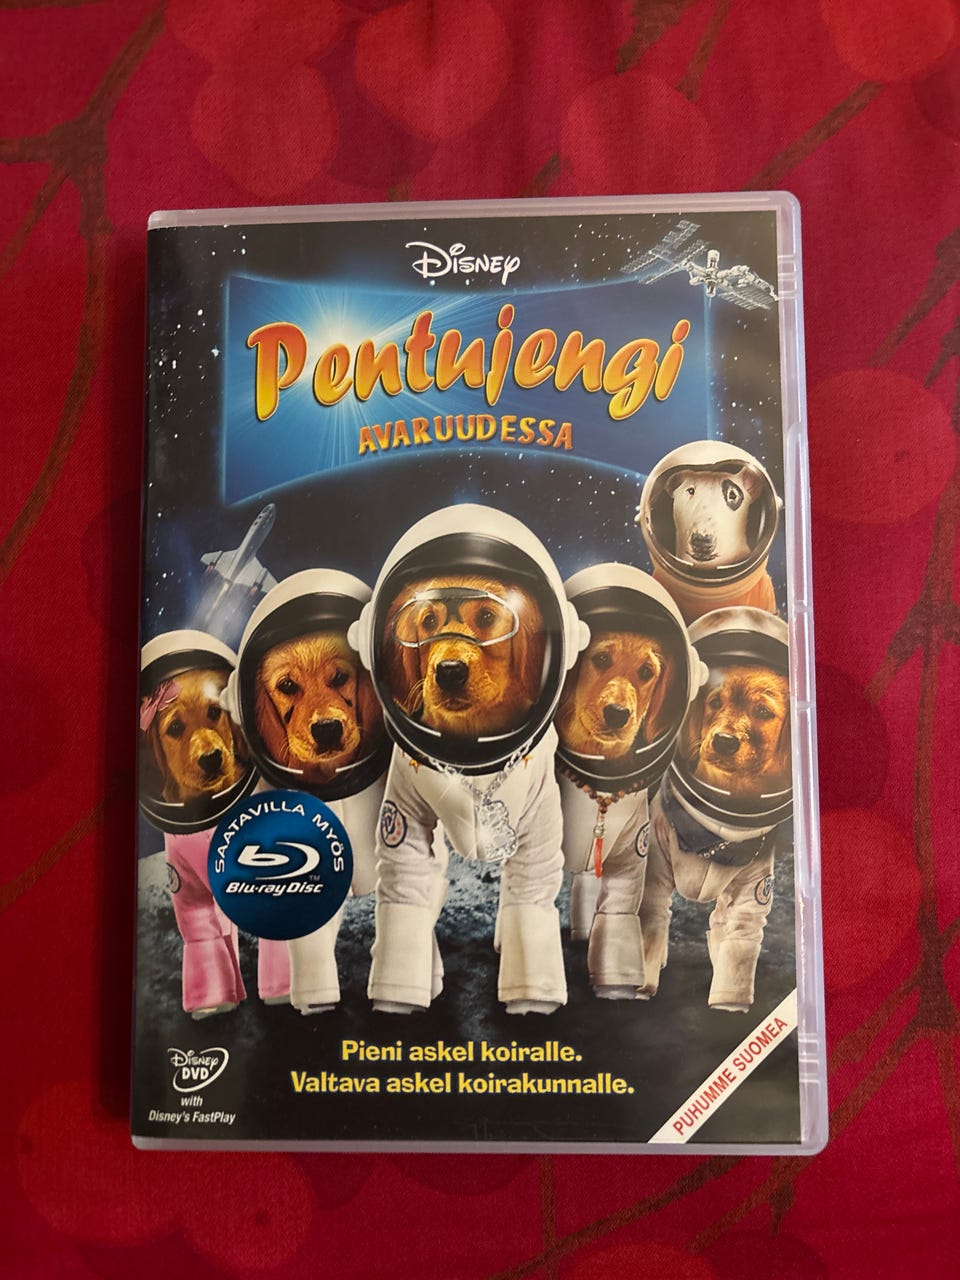 Disney
Pentujengi
AVARUUDESSA
SAATAVILLA MYÖS
Blu-ray Disc
TM
Pieni askel koiralle.
Valtava askel koirakunnalle.
Disney
DVD
with
Disney's FastPlay
PUHUMME SUOMEA